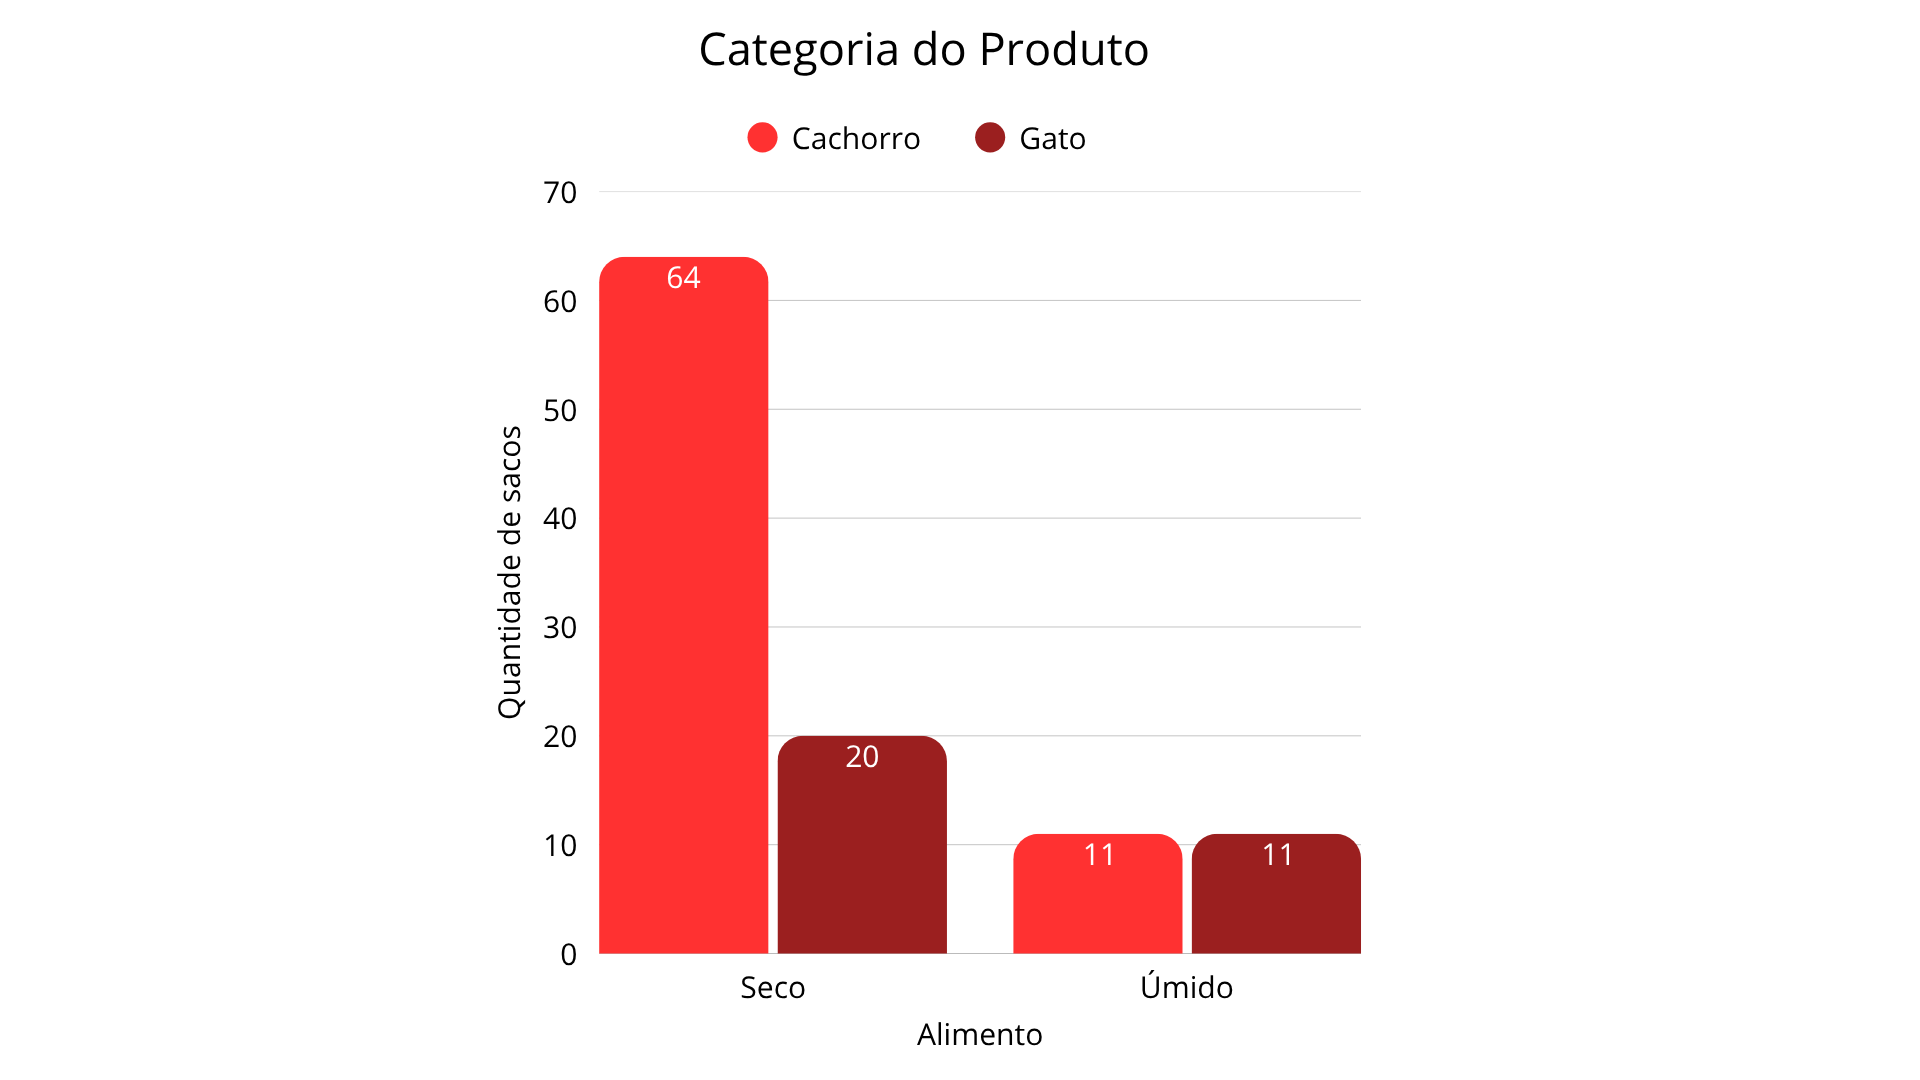 Categoria do Produto
Cachorro Gato
70
60
50
40
30
20
10
0
Quantidade de sacos
64
20
11
11
Seco Úmido
Alimento